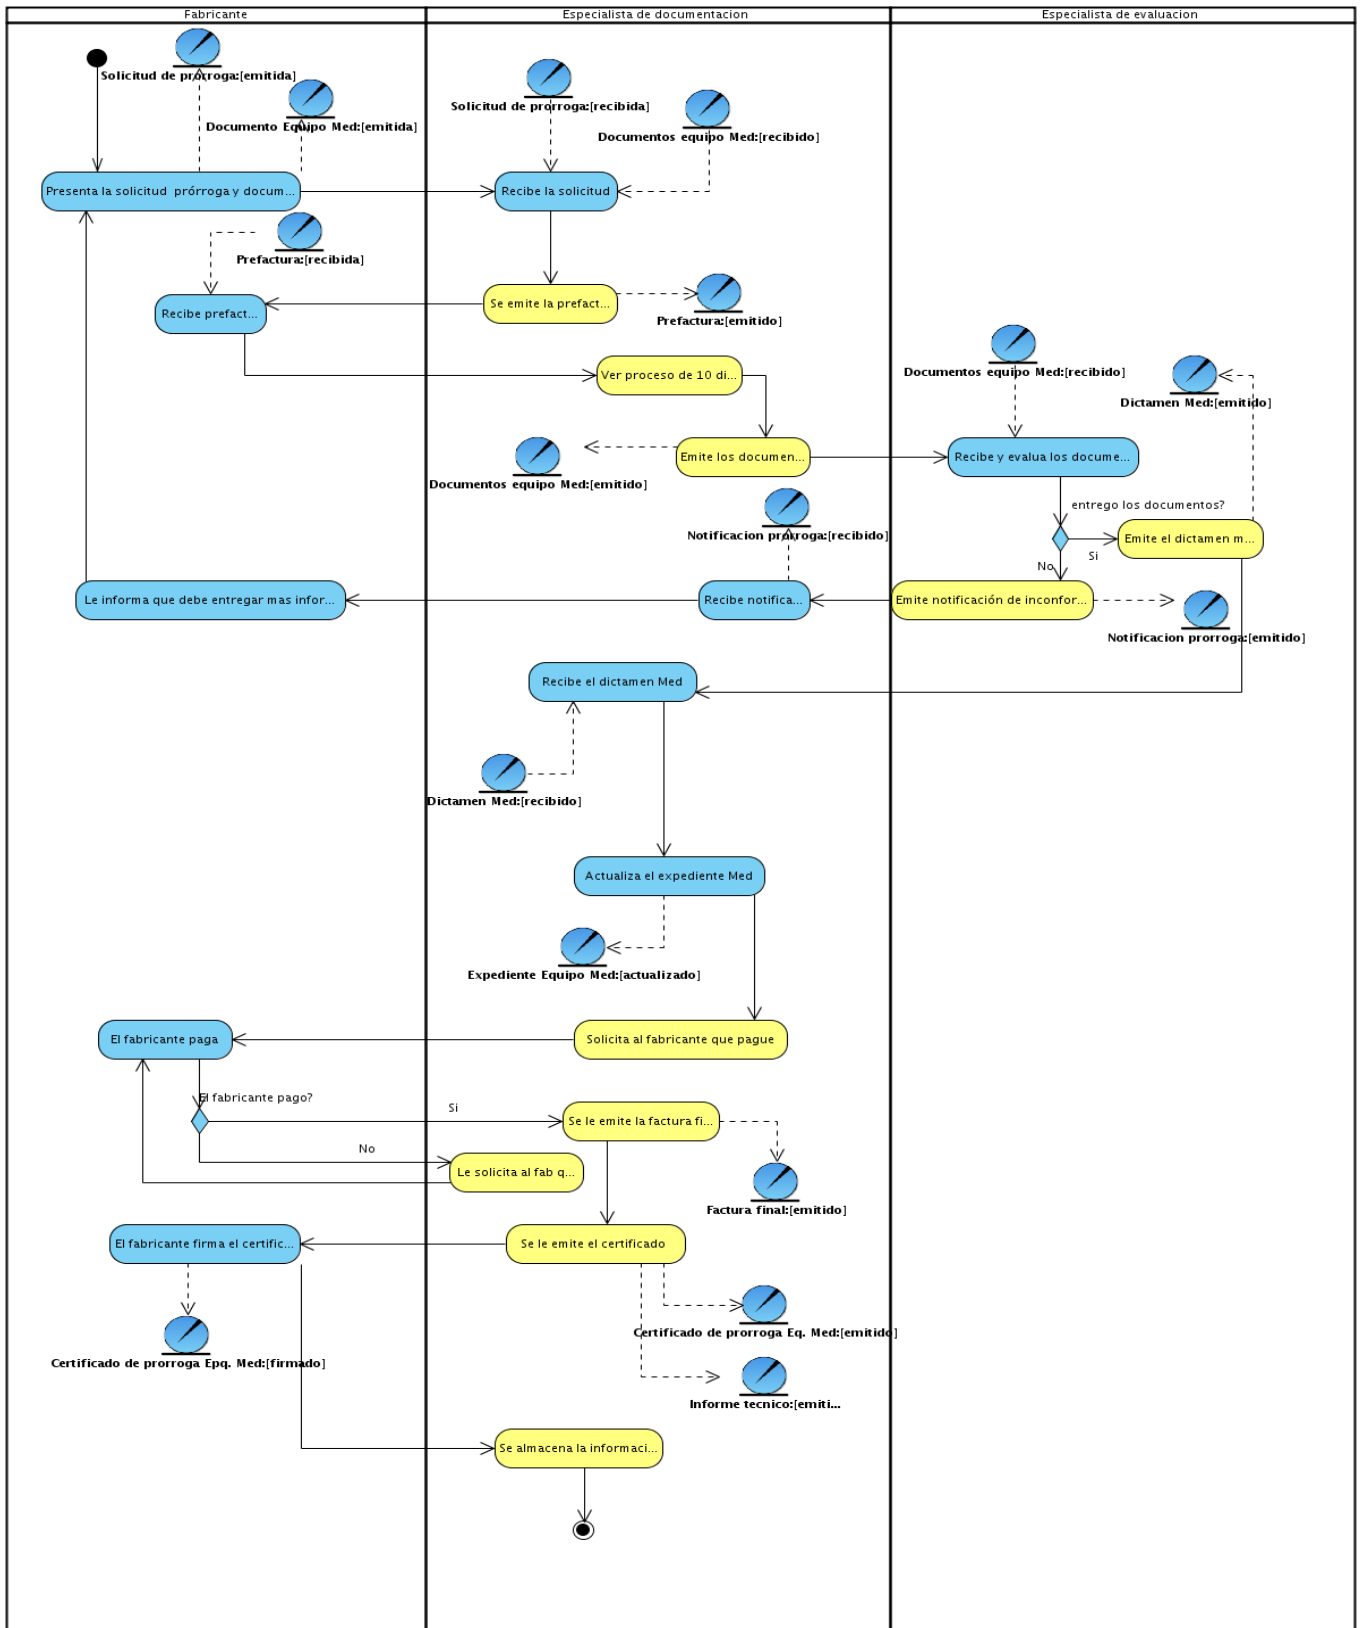 Fabricante
Especialista de documentacion
Especialista de evaluacion
Solicitud de prorroga:[emitida]
Documento Equipo Med:[emitida]
Solicitud de prorroga:[recibida]
Documentos equipo Med:[recibido]
Presenta la solicitud  prórroga y docum...
Recibe la solicitud
Prefactura:[recibida]
Recibe prefact...
Se emite la prefact...
Prefactura:[emitido]
Ver proceso de 10 di...
Documentos equipo Med:[recibido]
Dictamen Med:[emitido]
Emite los documen...
Documentos equipo Med:[emitido]
Recibe y evalua los docume...
entrego los documentos?
Notificacion prorroga:[recibido]
Emite el dictamen m...
Si
No
Le informa que debe entregar mas infor...
Recibe notifica...
Emite notificación de inconfor...
Notificacion prorroga:[emitido]
Recibe el dictamen Med
Dictamen Med:[recibido]
Actualiza el expediente Med
Expediente Equipo Med:[actualizado]
El fabricante paga
Solicita al fabricante que pague
El fabricante pago?
Si
Se le emite la factura fi...
No
Le solicita al fab q...
Factura final:[emitido]
El fabricante firma el certific...
Se le emite el certificado
Certificado de prorroga Eq. Med:[emitido]
Certificado de prorroga Epq. Med:[firmado]
Informe tecnico:[emiti...
Se almacena la informaci...